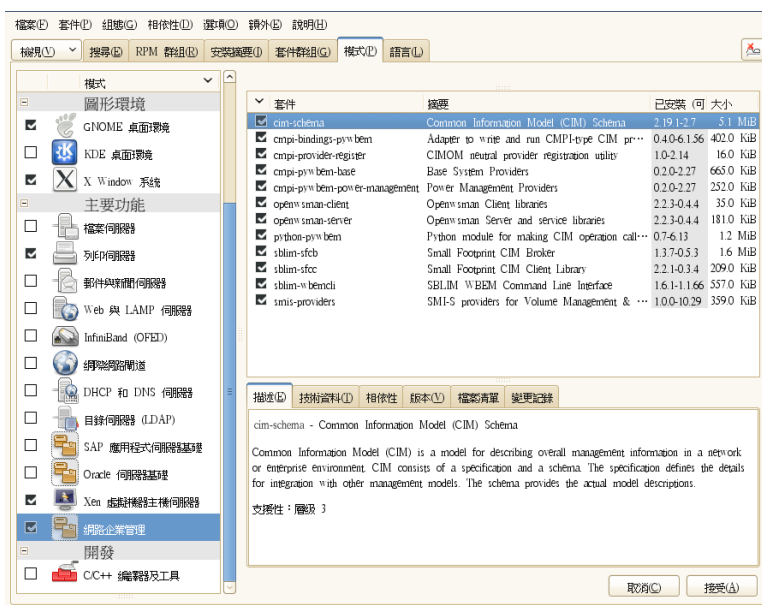 檔案(F) 套件(P) 組態(G) 相依性(D) 選項(O) 額外(E) 說明(H)
檢視(V) 搜尋(E) RPM 群組(R) 安裝摘要(I) 套件群組(G) 模式(P) 語言(L)
模式
圖形環境
GNOME 桌面環境
KDE 桌面環境
X Window 系統
主要功能
檔案伺服器
列印伺服器
郵件與新聞伺服器
Web 與 LAMP 伺服器
InfiniBand (OFED)
網際網路閘道
DHCP 和 DNS 伺服器
目錄伺服器 (LDAP)
SAP 應用程式伺服器基礎
Oracle 伺服器基礎
Xen 虛擬機器主機伺服器
網路企業管理
開發
C/C++ 編譯器及工具
套件 摘要 已安裝 (可 大小
cim-schema Common Information Model (CIM) Schema 2.19.1-2.7 5.1 MiB
cmpi-bindings-pywbem Adapter to write and run CMPI-type CIM pr··· 0.4.0-6.1.56 402.0 KiB
cmpi-provider-register CIMOM neutral provider registration utility 1.0-2.14 16.0 KiB
cmpi-pywbem-base Base System Providers 0.2.0-2.27 665.0 KiB
cmpi-pywbem-power-management Power Management Providers 0.2.0-2.27 252.0 KiB
openwsman-client Openwsman Client libraries 2.2.3-0.4.4 35.0 KiB
openwsman-server Openwsman Server and service libraries 2.2.3-0.4.4 181.0 KiB
python-pywbem Python module for making CIM operation call··· 0.7-6.13 1.2 MiB
sblim-sfcb Small Footprint CIM Broker 1.3.7-0.5.3 1.6 MiB
sblim-sfcc Small Footprint CIM Client Library 2.2.1-0.3.4 209.0 KiB
sblim-wbemcli SBLIM WBEM Command Line Interface 1.6.1-1.1.66 557.0 KiB
smis-providers SMI-S providers for Volume Management & ··· 1.0.0-10.29 359.0 KiB
描述(E) 技術資料(T) 相依性 版本(V) 檔案清單 變更記錄
cim-schema - Common Information Model (CIM) Schema
Common Information Model (CIM) is a model for describing overall management information in a network
or enterprise environment. CIM consists of a specification and a schema. The specification defines the details
for integration with other management models. The schema provides the actual model descriptions.
支援性：層級 3
取消(C) 接受(A)